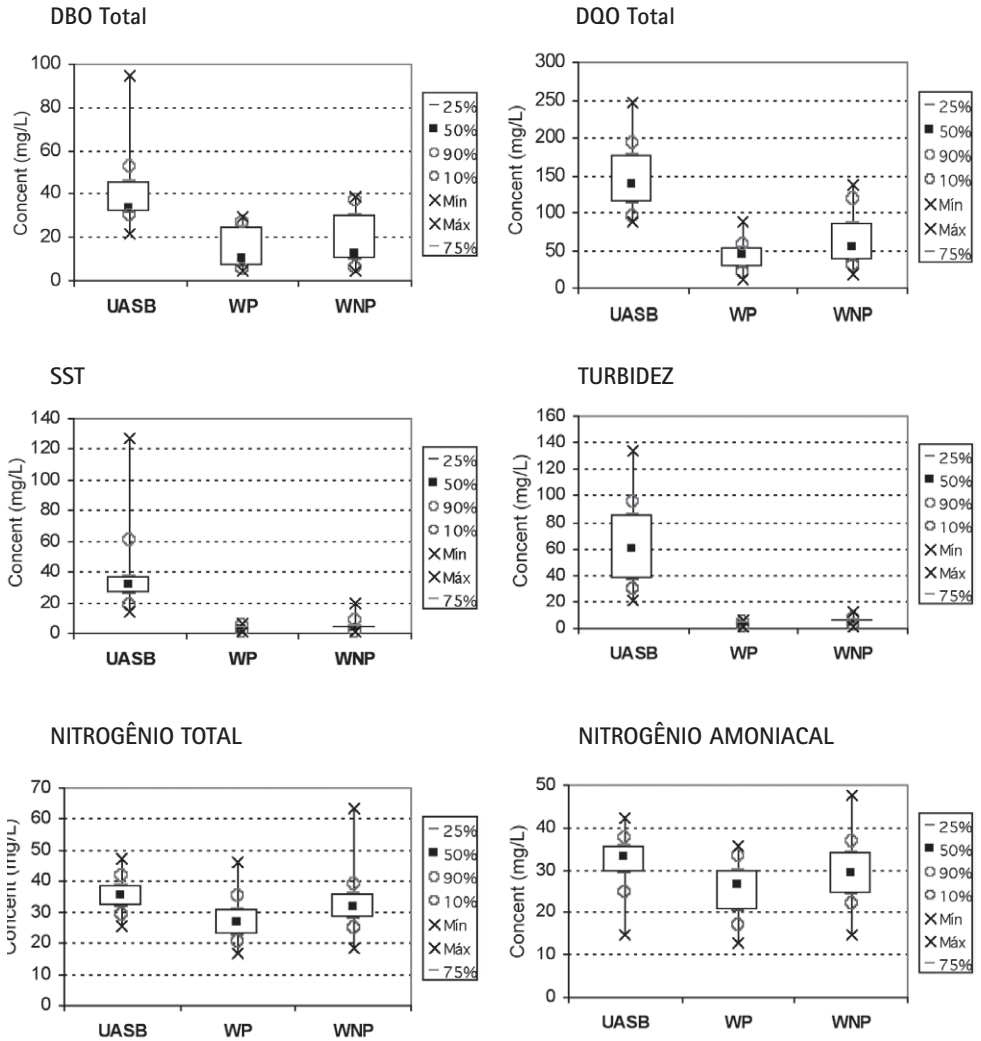 DBO Total
100
80
60
40
20
0
Concent (mg/L)
UASB WP WNP
25%
50%
90%
10%
Mín
Máx
75%
DQO Total
300
250
200
150
100
50
0
Concent (mg/L)
UASB WP WNP
25%
50%
90%
10%
Mín
Máx
75%
SST
140
120
100
80
60
40
20
0
Concent (mg/L)
UASB WP WNP
25%
50%
90%
10%
Mín
Máx
75%
TURBIDEZ
160
140
120
100
80
60
40
20
0
Concent (mg/L)
UASB WP WNP
25%
50%
90%
10%
Mín
Máx
75%
NITROGÊNIO TOTAL
70
60
50
40
30
20
10
0
Concent (mg/L)
UASB WP WNP
25%
50%
90%
10%
Mín
Máx
75%
NITROGÊNIO AMONIACAL
50
40
30
20
10
0
Concent (mg/L)
UASB WP WNP
25%
50%
90%
10%
Mín
Máx
75%